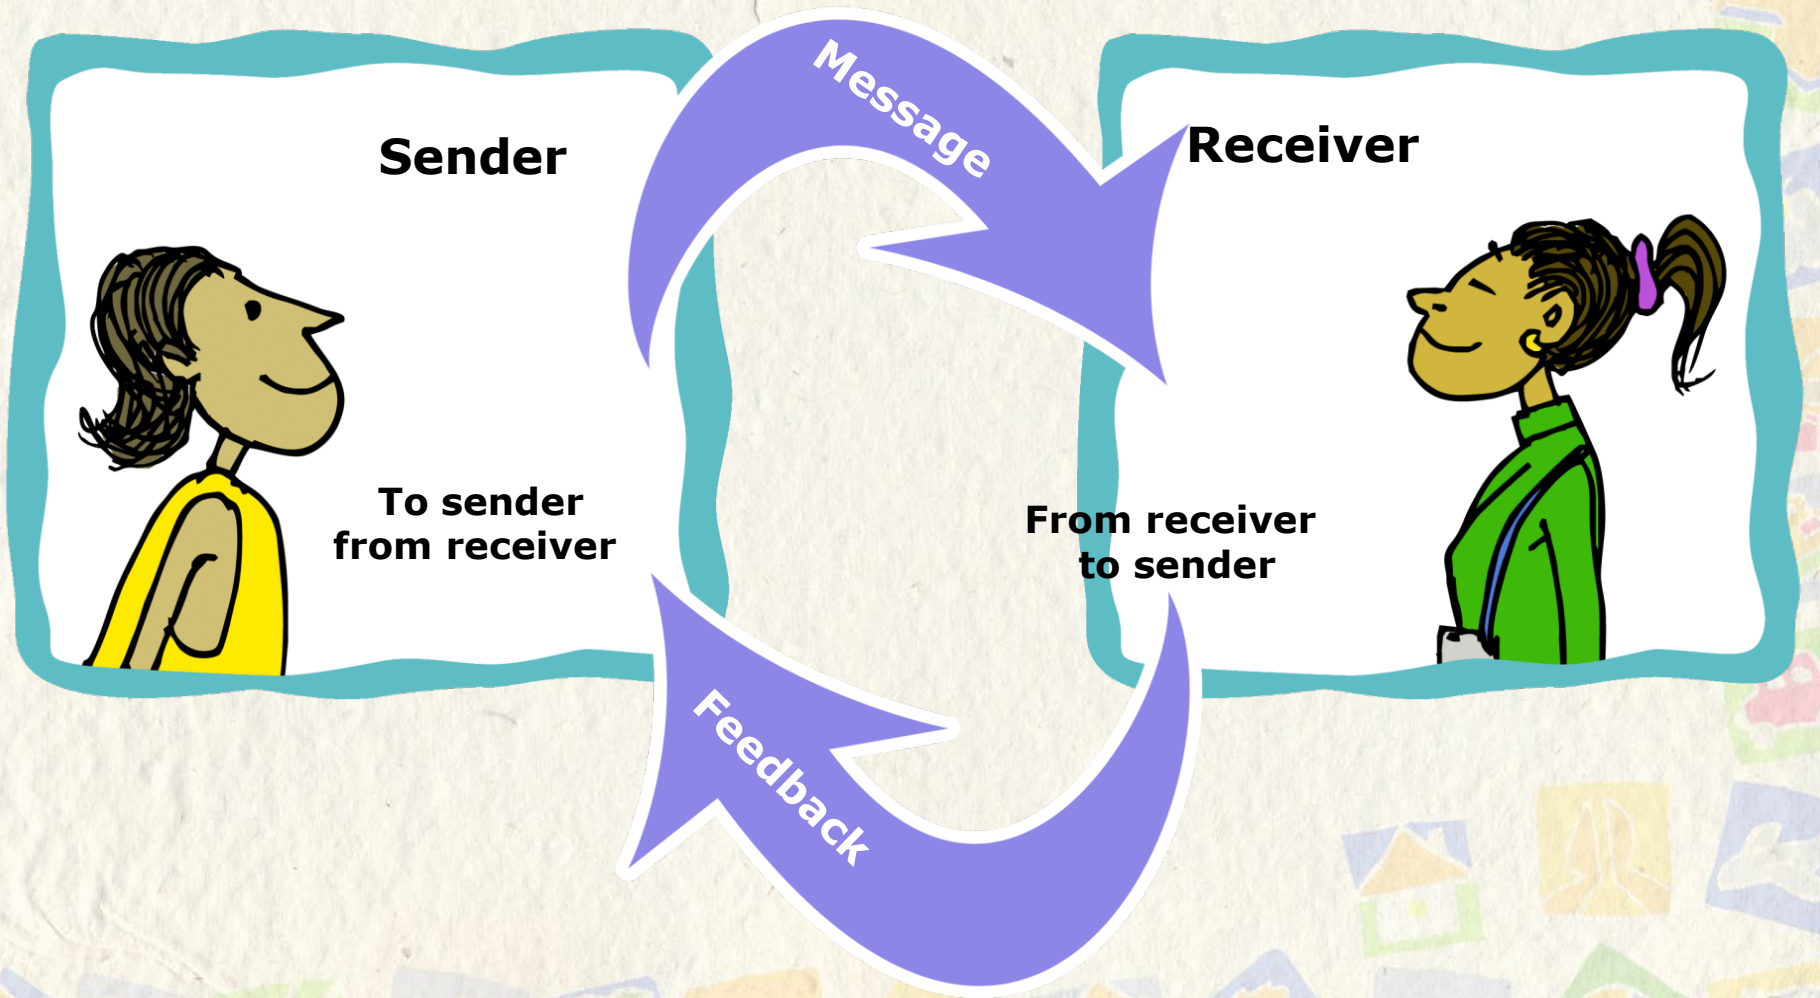 Message
Sender
Receiver
To sender
from receiver
From receiver
to sender
Feedback